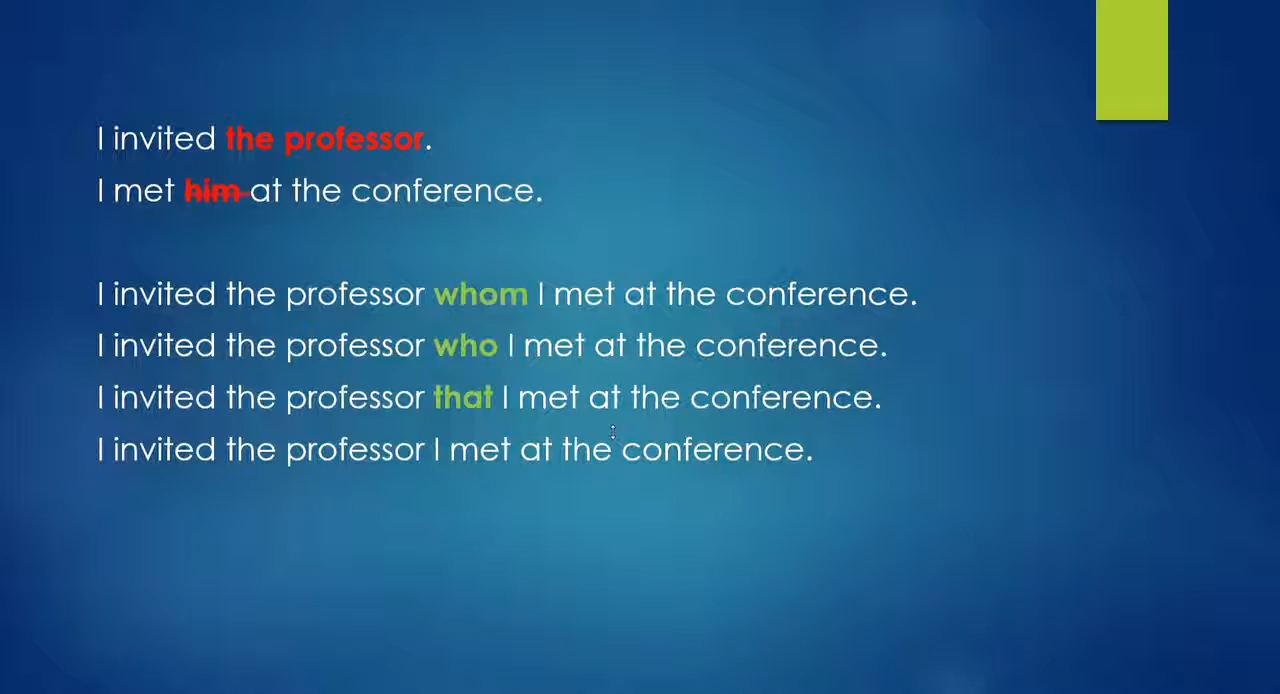 I invited the professor.
I met him at the conference.
I invited the professor whom I met at the conference.
I invited the professor who I met at the conference.
I invited the professor that I met at the conference.
I invited the professor I met at the conference.